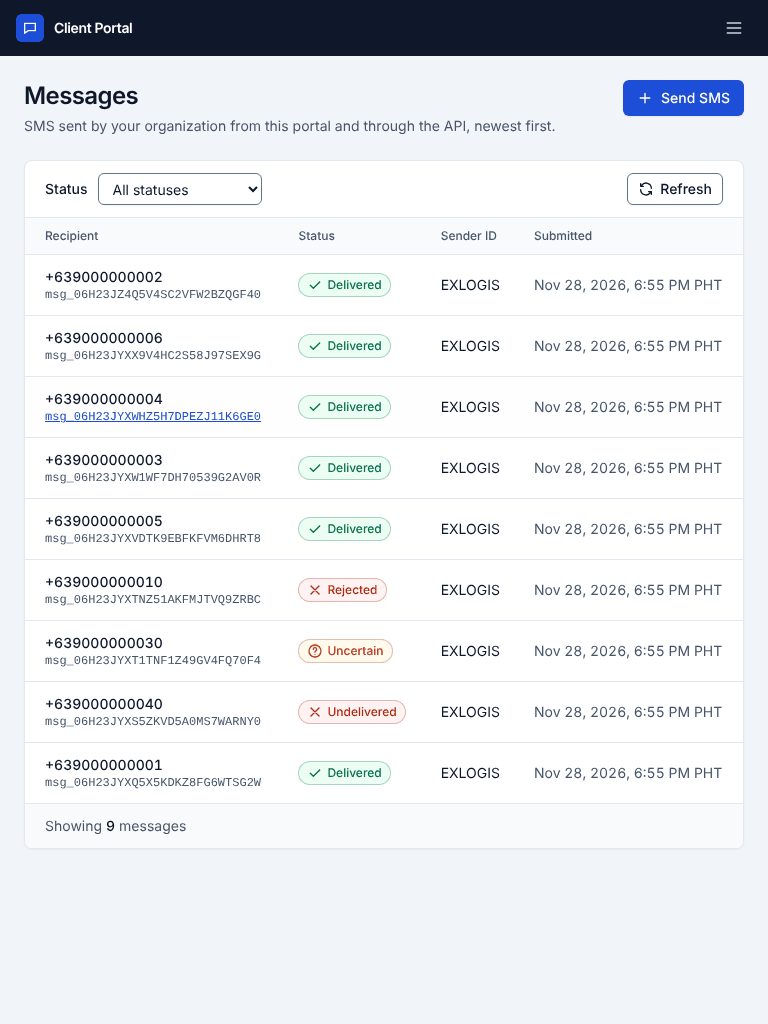 Client Portal
Messages
Send SMS
SMS sent by your organization from this portal and through the API, newest first.
Status All statuses Refresh
Recipient Status Sender ID Submitted
+639000000002
msg_06H23JZ4Q5V4SC2VFW2BZQGF40 Delivered EXLOGIS Nov 28, 2026, 6:55 PM PHT
+639000000006
msg_06H23JYXX9V4HC2S58J97SEX9G Delivered EXLOGIS Nov 28, 2026, 6:55 PM PHT
+639000000004
msg_06H23JYXWHZ5H7DPEZJ11K6GE0 Delivered EXLOGIS Nov 28, 2026, 6:55 PM PHT
+639000000003
msg_06H23JYXW1WF7DH70539G2AV0R Delivered EXLOGIS Nov 28, 2026, 6:55 PM PHT
+639000000005
msg_06H23JYXVDTK9EBFKFVM6DHRT8 Delivered EXLOGIS Nov 28, 2026, 6:55 PM PHT
+639000000010
msg_06H23JYXTNZ51AKFMJTVQ9ZRBC Rejected EXLOGIS Nov 28, 2026, 6:55 PM PHT
+639000000030
msg_06H23JYXT1TNF1Z49GV4FQ70F4 Uncertain EXLOGIS Nov 28, 2026, 6:55 PM PHT
+639000000040
msg_06H23JYXS5ZKVD5A0MS7WARNY0 Undelivered EXLOGIS Nov 28, 2026, 6:55 PM PHT
+639000000001
msg_06H23JYXQ5X5KDKZ8FG6WTSG2W Delivered EXLOGIS Nov 28, 2026, 6:55 PM PHT
Showing 9 messages